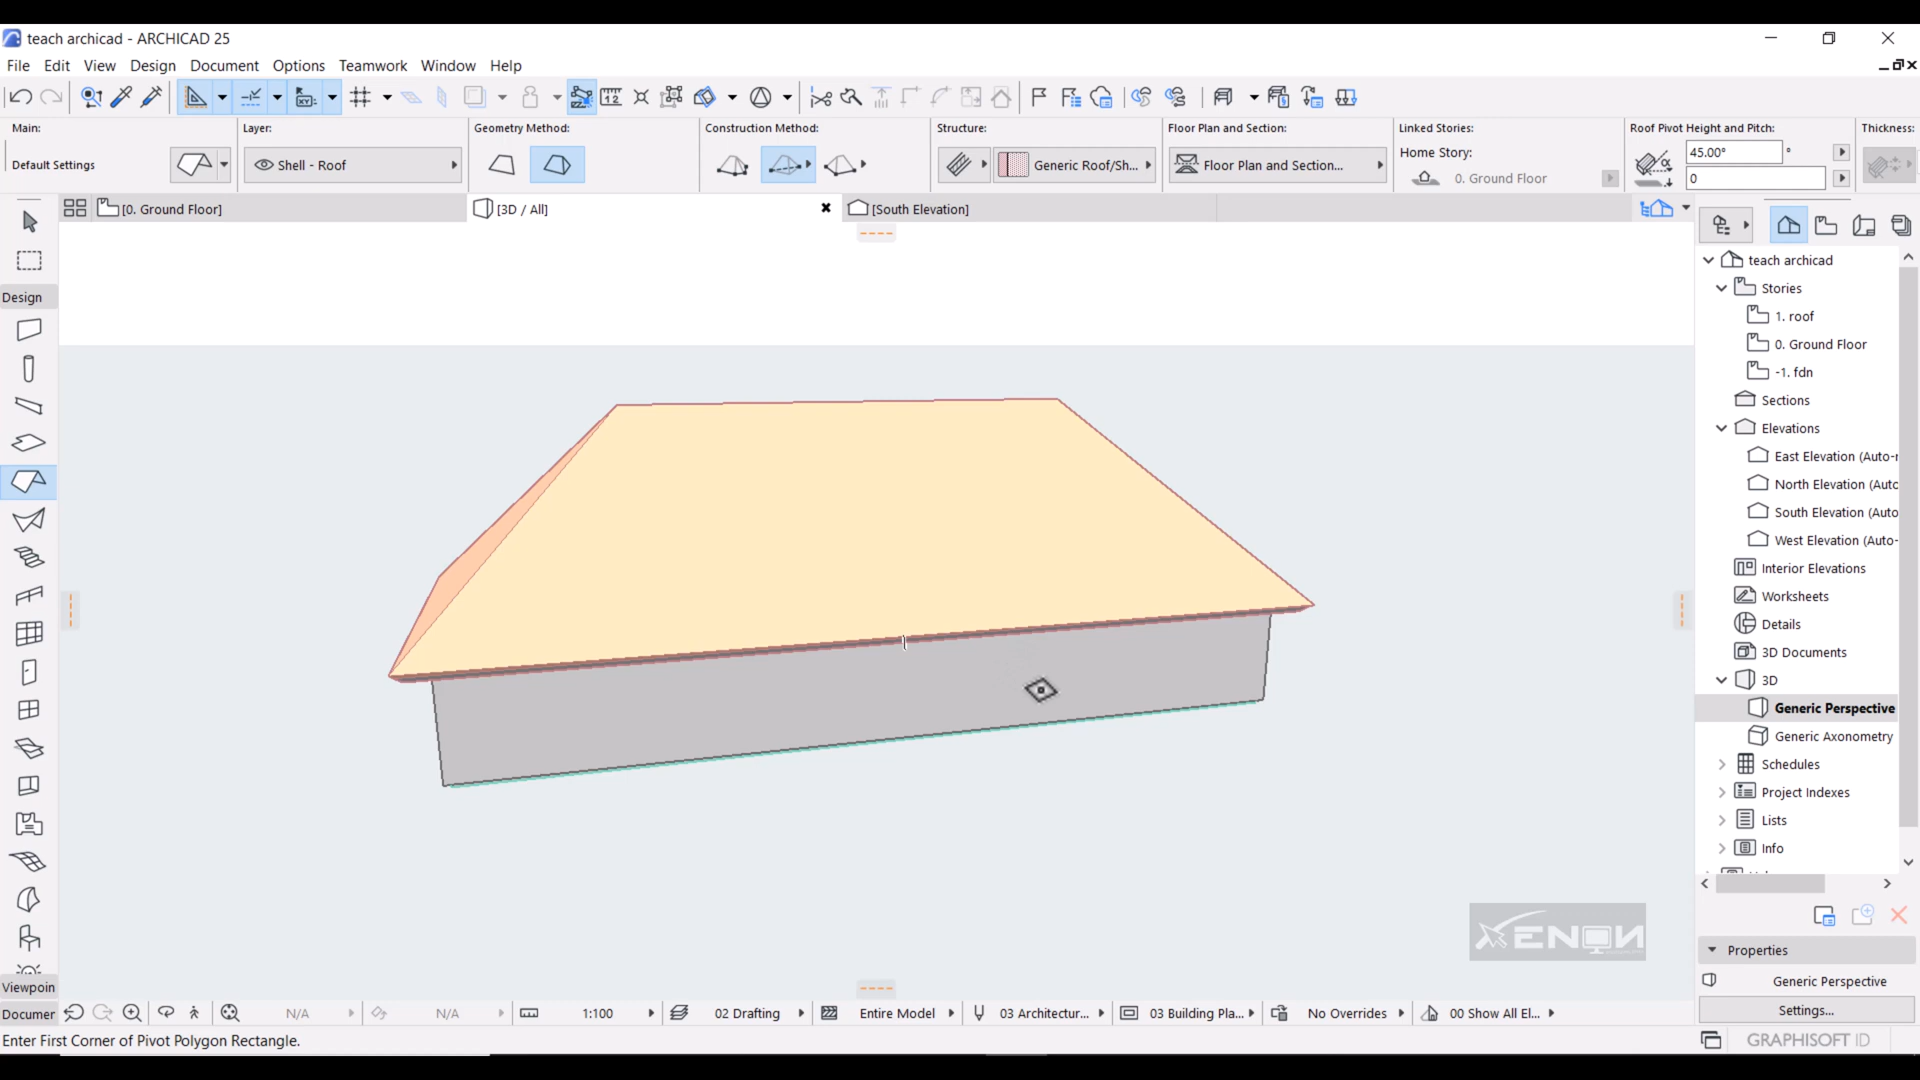 teach archicad - ARCHICAD 25
File Edit View Design Document Options Teamwork Window Help
Main: Layer: Geometry Method: Construction Method: Structure: Floor Plan and Section: Linked Stories: Roof Pivot Height and Pitch: Thickness:
Home Story: 45.00° °
Default Settings Shell - Roof Generic Roof/Sh... Floor Plan and Section... 0. Ground Floor 0
[0. Ground Floor] [3D / All] [South Elevation]
Design
teach archicad
Stories
1. roof
0. Ground Floor
-1. fdn
Sections
Elevations
East Elevation (Auto-r
North Elevation (Autc
South Elevation (Auto
West Elevation (Auto-
Interior Elevations
Worksheets
Details
3D Documents
3D
Generic Perspective
Generic Axonometry
Schedules
Project Indexes
Lists
Info
XENON
Properties
Generic Perspective
Settings...
Viewpoin
Documer N/A N/A 1:100 02 Drafting Entire Model 03 Architectur... 03 Building Pla... No Overrides 00 Show All El...
Enter First Corner of Pivot Polygon Rectangle. GRAPHISOFT ID